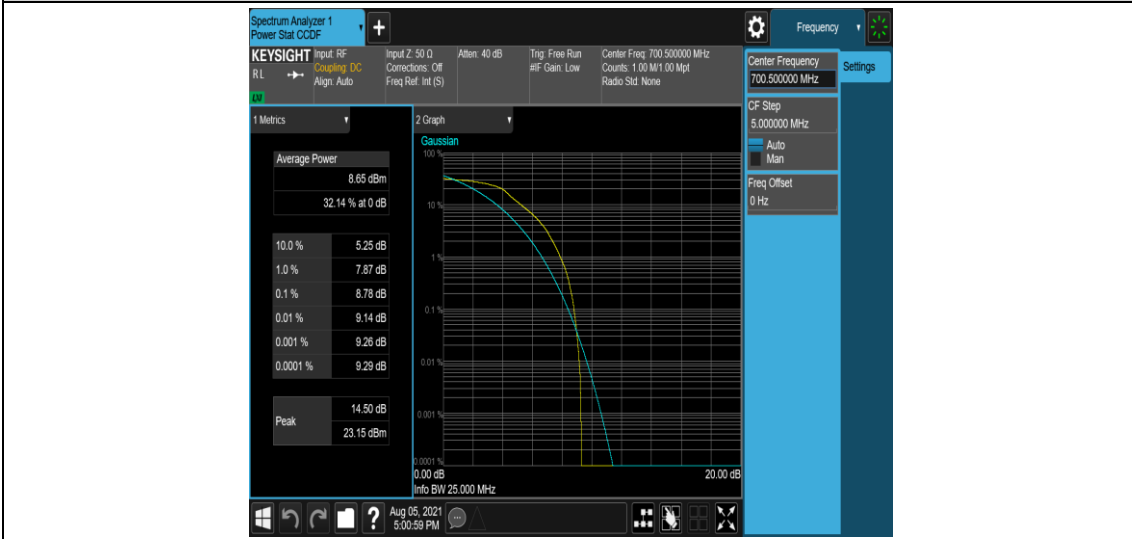 Spectrum Analyzer 1
Power Stat CCDF
+
Frequency
KEYSIGHT
R L
LXI
Input: RF
Coupling: DC
Align: Auto
Input Z: 50 Ω
Corrections: Off
Freq Ref: Int (S)
Atten: 40 dB
Trig: Free Run
#IF Gain: Low
Center Freq: 700.500000 MHz
Counts: 1.00 M/1.00 Mpt
Radio Std: None
Center Frequency
700.500000 MHz
Settings
CF Step
5.000000 MHz
Auto
Man
Freq Offset
0 Hz
1 Metrics
Average Power
8.65 dBm
32.14 % at 0 dB
10.0 % 5.25 dB
1.0 % 7.87 dB
0.1 % 8.78 dB
0.01 % 9.14 dB
0.001 % 9.26 dB
0.0001 % 9.29 dB
Peak
14.50 dB
23.15 dBm
2 Graph
Gaussian
100 %
10 %
1 %
0.1 %
0.01 %
0.001 %
0.0001 %
0.00 dB 20.00 dB
Info BW 25.000 MHz
?
Aug 05, 2021
5:00:59 PM